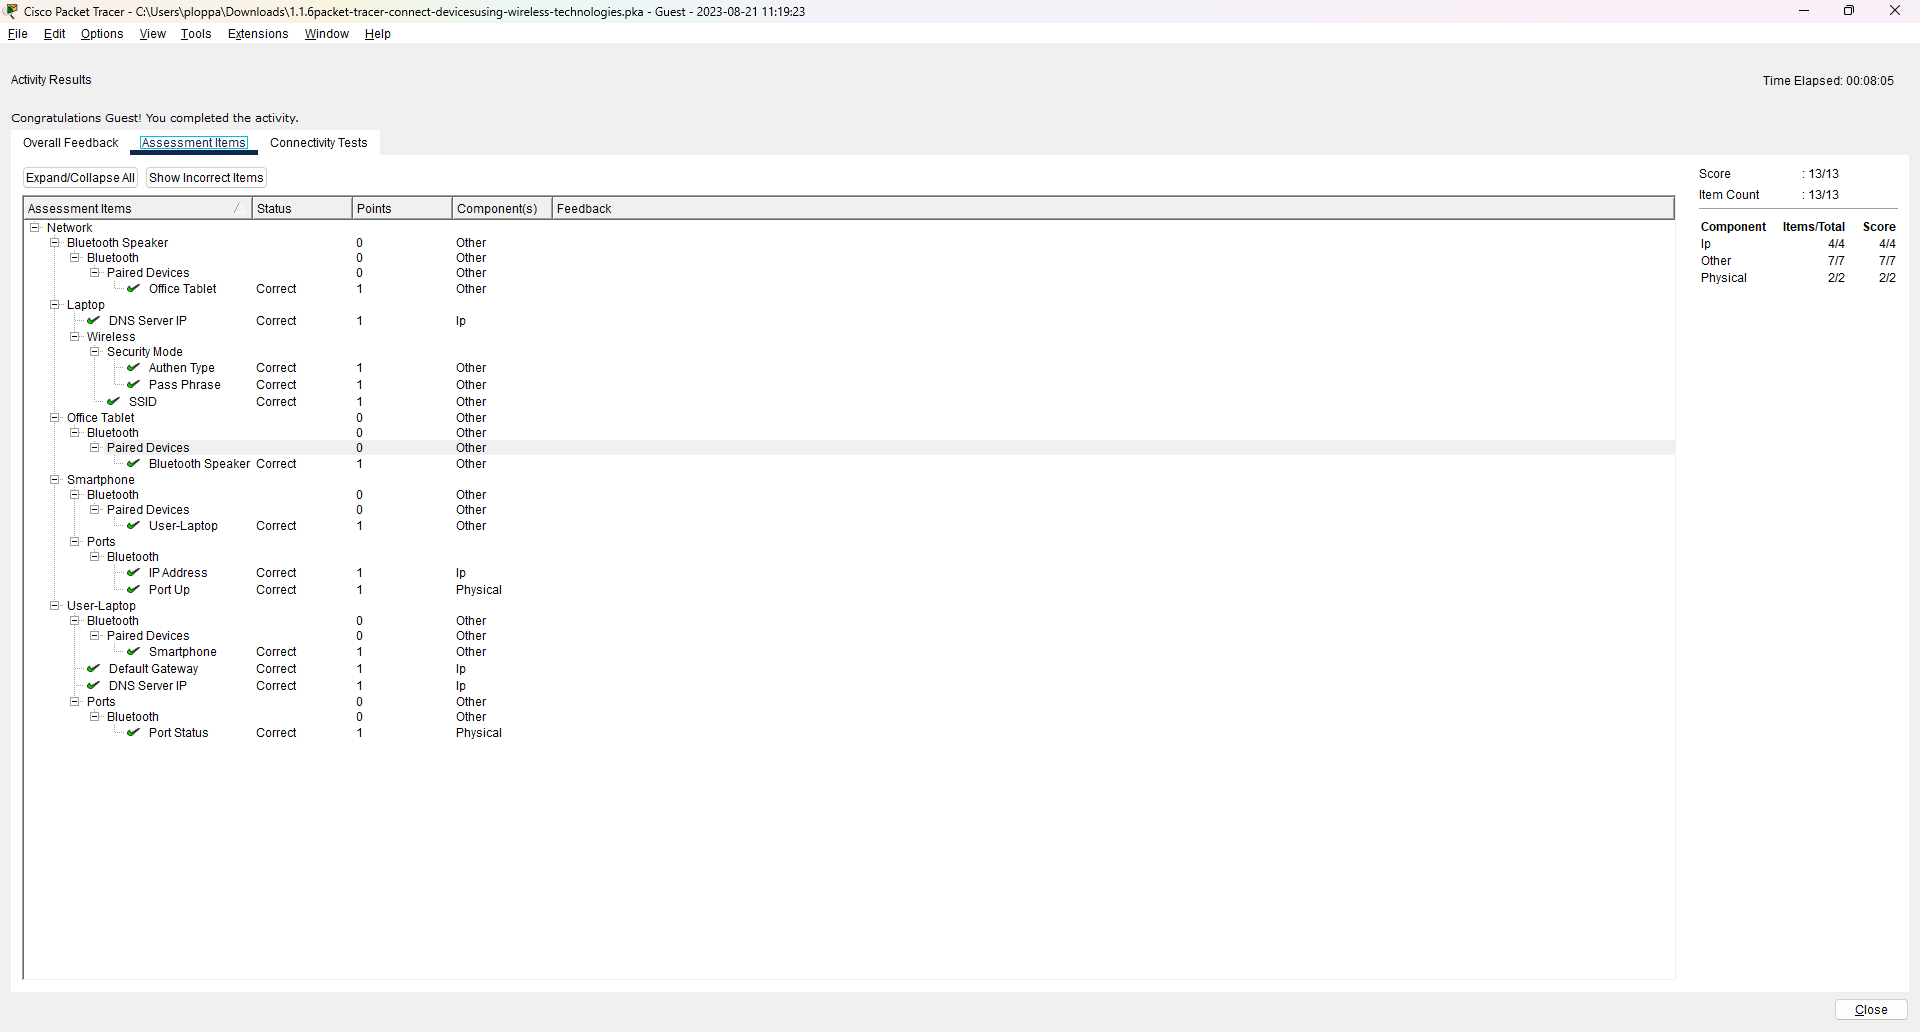 Cisco Packet Tracer - C:\Users\ploppa\Downloads\1.1.6packet-tracer-connect-devicesusing-wireless-technologies.pka - Guest - 2023-08-21 11:19:23
File Edit Options View Tools Extensions Window Help
Activity Results
Time Elapsed: 00:08:05
Congratulations Guest! You completed the activity.
Overall Feedback Assessment Items Connectivity Tests
Expand/Collapse All Show Incorrect Items
Assessment Items Status Points Component(s) Feedback
Network
Bluetooth Speaker 0 Other
Bluetooth 0 Other
Paired Devices 0 Other
Office Tablet Correct 1 Other
Laptop
DNS Server IP Correct 1 Ip
Wireless
Security Mode
Authen Type Correct 1 Other
Pass Phrase Correct 1 Other
SSID Correct 1 Other
Office Tablet 0 Other
Bluetooth 0 Other
Paired Devices 0 Other
Bluetooth Speaker Correct 1 Other
Smartphone
Bluetooth 0 Other
Paired Devices 0 Other
User-Laptop Correct 1 Other
Ports
Bluetooth
IP Address Correct 1 Ip
Port Up Correct 1 Physical
User-Laptop
Bluetooth 0 Other
Paired Devices 0 Other
Smartphone Correct 1 Other
Default Gateway Correct 1 Ip
DNS Server IP Correct 1 Ip
Ports 0 Other
Bluetooth 0 Other
Port Status Correct 1 Physical
Score : 13/13
Item Count : 13/13
Component Items/Total Score
Ip 4/4 4/4
Other 7/7 7/7
Physical 2/2 2/2
Close